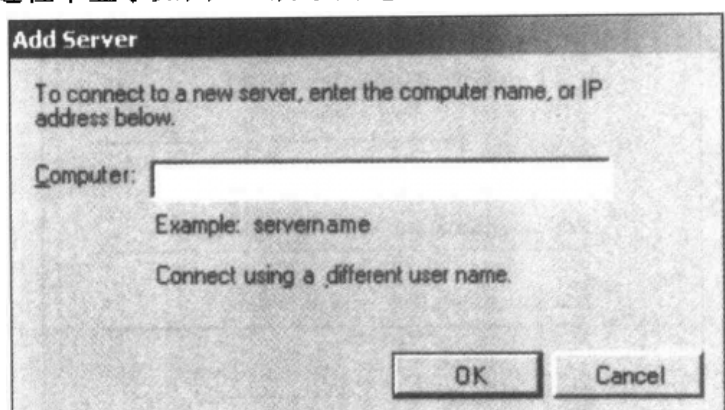 Add Server
To connect to a new server, enter the computer name, or IP
address below.
Computer:
Example: servername
Connect using a different user name.
OK
Cancel